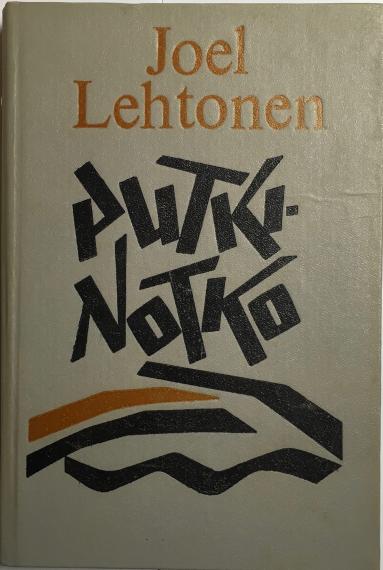 Joel
Lehtonen
PUTKI-
NOTKO